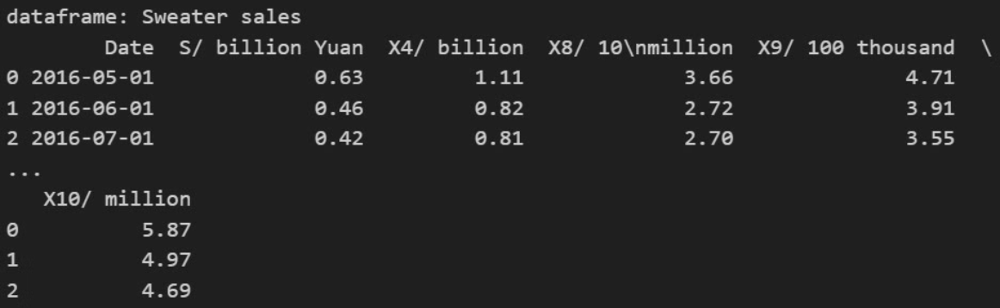 dataframe: Sweater sales
Date S/ billion Yuan X4/ billion X8/ 10\nmillion X9/ 100 thousand \
0 2016-05-01 0.63 1.11 3.66 4.71
1 2016-06-01 0.46 0.82 2.72 3.91
2 2016-07-01 0.42 0.81 2.70 3.55
...
X10/ million
0 5.87
1 4.97
2 4.69